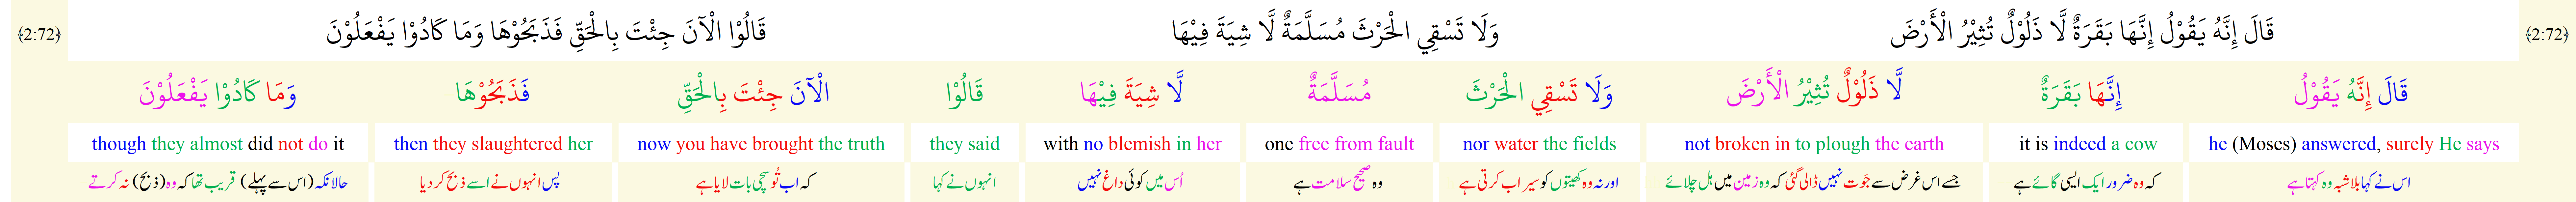 ﴿2:72﴾ قَالَ إِنَّهُ يَقُوْلُ إِنَّهَا بَقَرَةٌ لَّا ذَلُوْلٌ تُثِيْرُ الْأَرْضَ وَلَا تَسْقِي الْحَرْثَ مُسَلَّمَةٌ لَّا شِيَةَ فِيْهَا قَالُوْا الْآنَ جِئْتَ بِالْحَقِّ فَذَبَحُوْهَا وَمَا كَادُوْا يَفْعَلُوْنَ ﴿2:72﴾
قَالَ إِنَّهُ يَقُوْلُ إِنَّهَا بَقَرَةٌ لَّا ذَلُوْلٌ تُثِيْرُ الْأَرْضَ وَلَا تَسْقِي الْحَرْثَ مُسَلَّمَةٌ لَّا شِيَةَ فِيْهَا قَالُوْا الْآنَ جِئْتَ بِالْحَقِّ فَذَبَحُوْهَا وَمَا كَادُوْا يَفْعَلُوْنَ
he (Moses) answered, surely He says it is indeed a cow not broken in to plough the earth nor water the fields one free from fault with no blemish in her they said now you have brought the truth then they slaughtered her though they almost did not do it
اس نے کہا بلاشبہ وہ کہتا ہے کہ وہ ضرور ایک ایسی گائے ہے جسے اس غرض سے جَوت نہیں ڈالی گئی کہ وہ زمین میں ہل چلائے اور نہ وہ کھیتوں کو سیراب کرتی ہے وہ صحیح سلامت ہے اُس میں کوئی داغ نہیں انہوں نے کہا کہ اب تُو سچی بات لایا ہے پس انہوں نے اسے ذبح کر دیا حالانکہ (اس سے پہلے) قریب تھا کہ وہ (ذبح) نہ کرتے